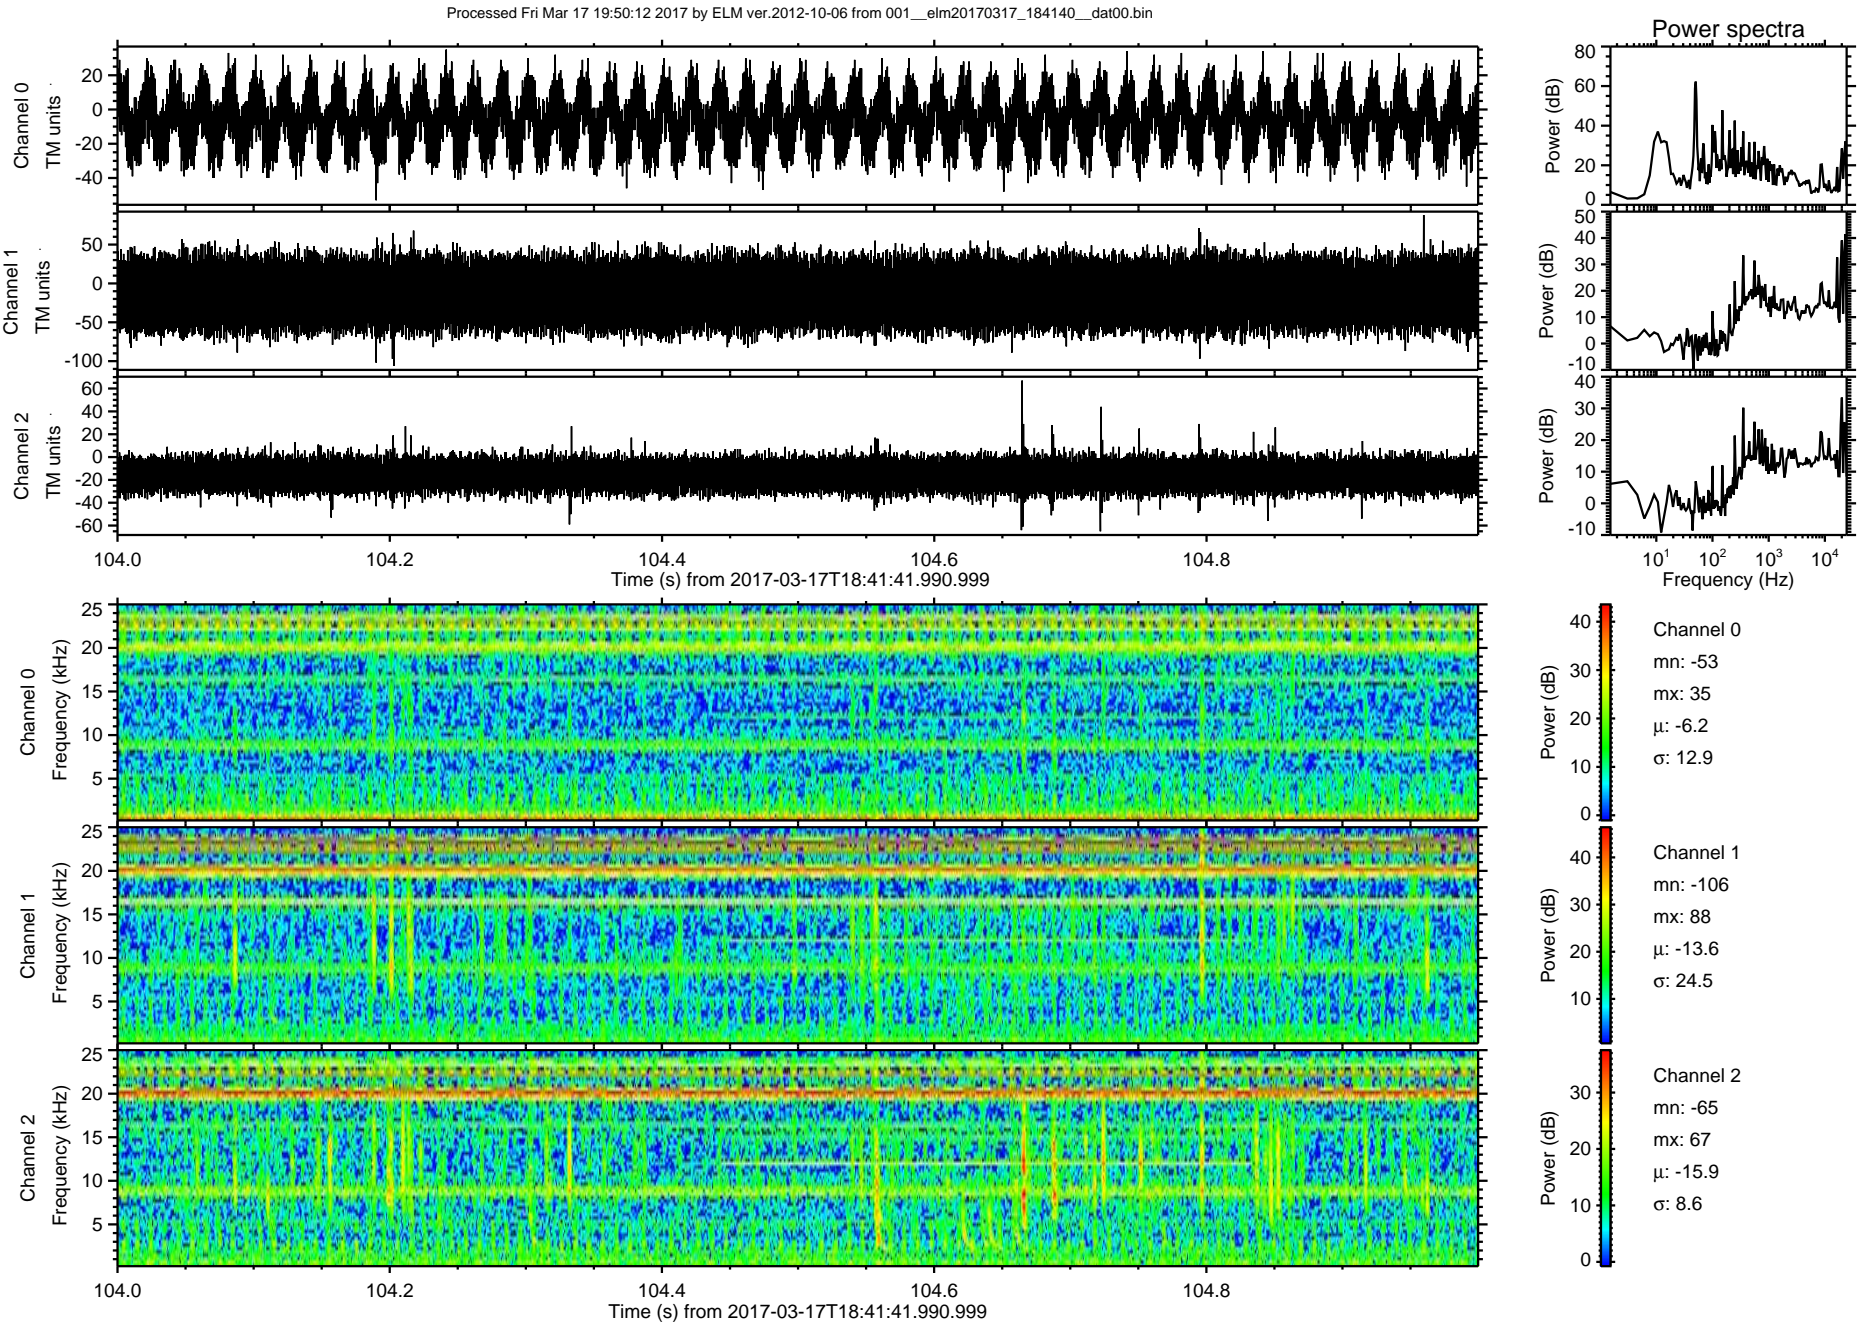 Processed Fri Mar 17 19:50:12 2017 by ELM ver.2012-10-06 from 001__elm20170317_184140__dat00.bin
Power spectra
Channel 0
TM units
20
0
-20
-40
Power (dB)
80
60
40
20
0
Channel 1
TM units
50
0
-50
-100
Power (dB)
50
40
30
20
10
0
-10
Channel 2
TM units
60
40
20
0
-20
-40
-60
Power (dB)
40
30
20
10
0
-10
104.0 104.2 104.4 104.6 104.8
Time (s) from 2017-03-17T18:41:41.990.999
10^1 10^2 10^3 10^4
Frequency (Hz)
Channel 0
Frequency (kHz)
25
20
15
10
5
Power (dB)
40
30
20
10
0
Channel 0
mn: -53
mx: 35
μ: -6.2
σ: 12.9
Channel 1
Frequency (kHz)
25
20
15
10
5
Power (dB)
40
30
20
10
Channel 1
mn: -106
mx: 88
μ: -13.6
σ: 24.5
Channel 2
Frequency (kHz)
25
20
15
10
5
Power (dB)
30
20
10
0
Channel 2
mn: -65
mx: 67
μ: -15.9
σ: 8.6
104.0 104.2 104.4 104.6 104.8
Time (s) from 2017-03-17T18:41:41.990.999